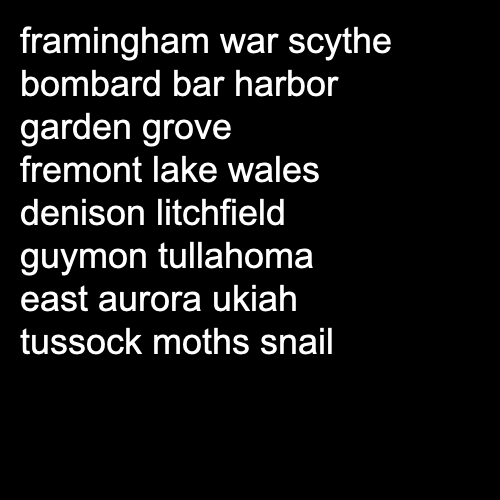 framingham war scythe
bombard bar harbor
garden grove
fremont lake wales
denison litchfield
guymon tullahoma
east aurora ukiah
tussock moths snail